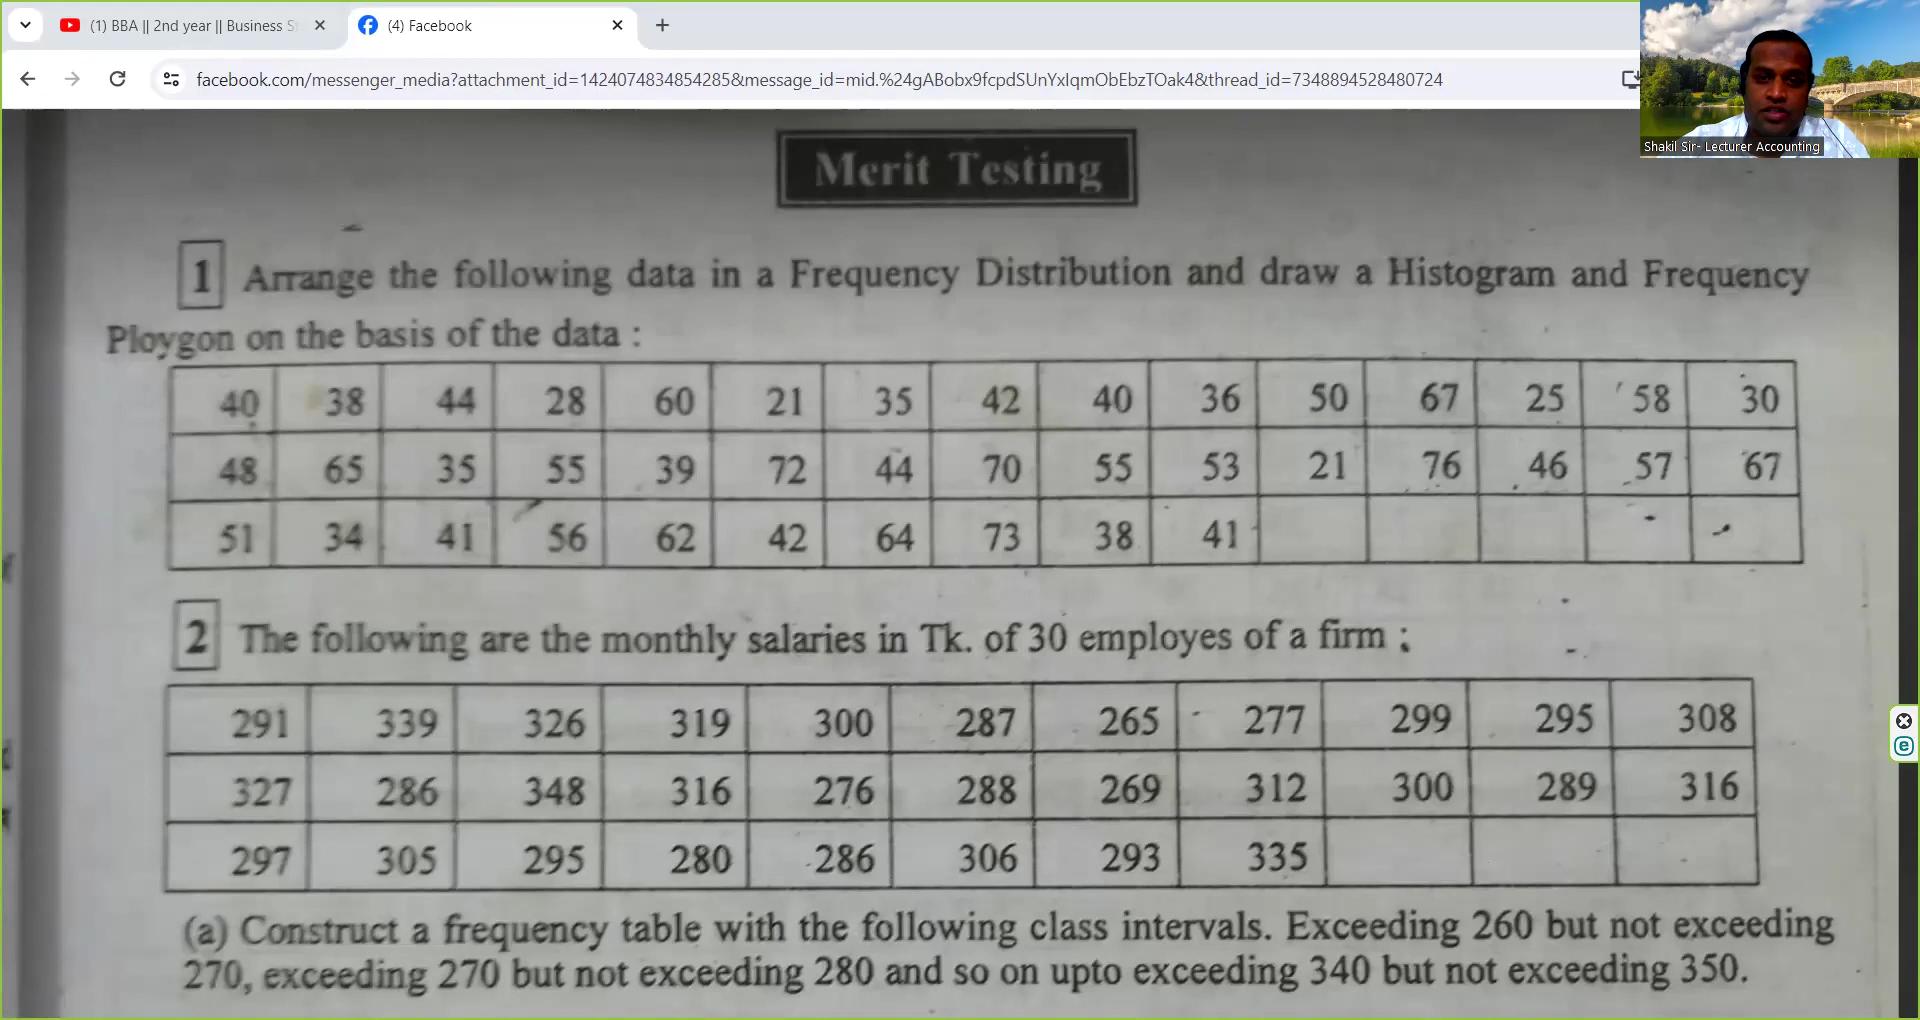 (1) BBA || 2nd year || Business S
(4) Facebook
facebook.com/messenger_media?attachment_id=1424074834854285&message_id=mid.%24gABobx9fcpdSUnYxIqmObEbzTOak4&thread_id=7348894528480724
Shakil Sir- Lecturer Accounting
Merit Testing
1 Arrange the following data in a Frequency Distribution and draw a Histogram and Frequency
Ploygon on the basis of the data :
40 38 44 28 60 21 35 42 40 36 50 67 25 58 30
48 65 35 55 39 72 44 70 55 53 21 76 46 57 67
51 34 41 56 62 42 64 73 38 41
2 The following are the monthly salaries in Tk. of 30 employes of a firm ;
291 339 326 319 300 287 265 277 299 295 308
327 286 348 316 276 288 269 312 300 289 316
297 305 295 280 286 306 293 335
(a) Construct a frequency table with the following class intervals. Exceeding 260 but not exceeding
270, exceeding 270 but not exceeding 280 and so on upto exceeding 340 but not exceeding 350.